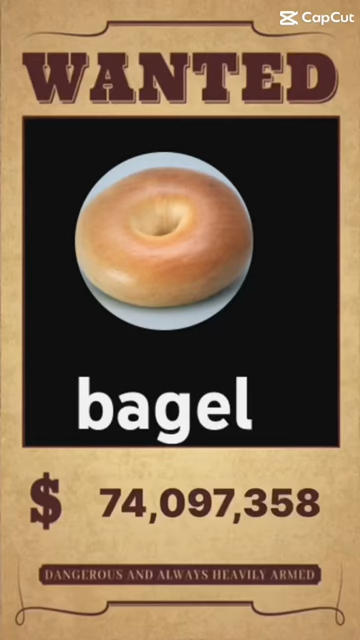 CapCut
WANTED
bagel
$ 74,097,358
DANGEROUS AND ALWAYS HEAVILY ARMED